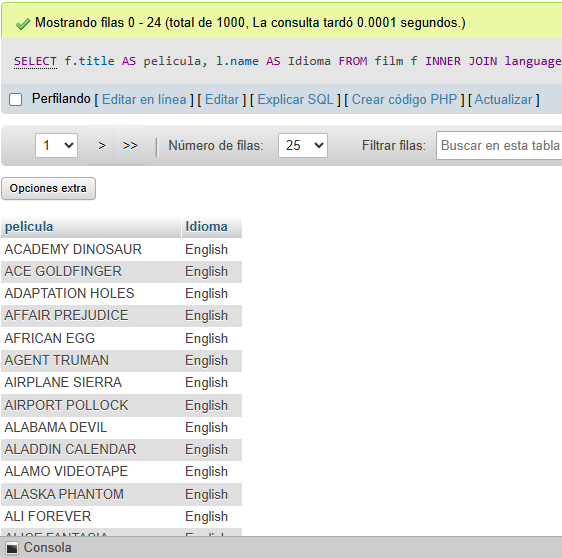 Mostrando filas 0 - 24 (total de 1000, La consulta tardó 0.0001 segundos.)
SELECT f.title AS pelicula, l.name AS Idioma FROM film f INNER JOIN language
Perfilando [ Editar en línea ] [ Editar ] [ Explicar SQL ] [ Crear código PHP ] [ Actualizar ]
1 > >> | Número de filas: 25 Filtrar filas: Buscar en esta tabla
Opciones extra
pelicula Idioma
ACADEMY DINOSAUR English
ACE GOLDFINGER English
ADAPTATION HOLES English
AFFAIR PREJUDICE English
AFRICAN EGG English
AGENT TRUMAN English
AIRPLANE SIERRA English
AIRPORT POLLOCK English
ALABAMA DEVIL English
ALADDIN CALENDAR English
ALAMO VIDEOTAPE English
ALASKA PHANTOM English
ALI FOREVER English
ALICE FANTASIA English
Consola